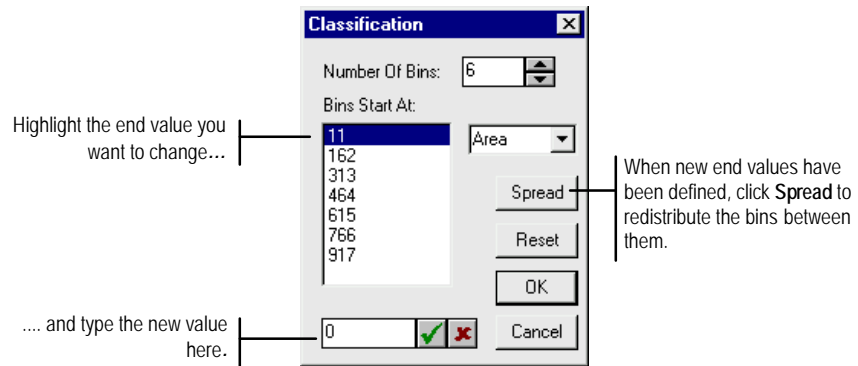 Classification
Number Of Bins: 6
Bins Start At:
Highlight the end value you
want to change...
11
162
313
464
615
766
917
Area
Spread
Reset
OK
Cancel
When new end values have
been defined, click Spread to
redistribute the bins between
them.
.... and type the new value
here.
0